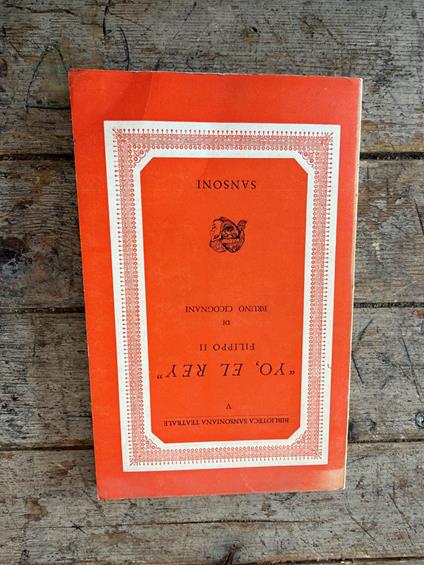 BIBLIOTECA SANSONIANA TEATRALE
V
"YO, EL REY"
FILIPPO II
DI
BRUNO CICOGNANI
SANSONI